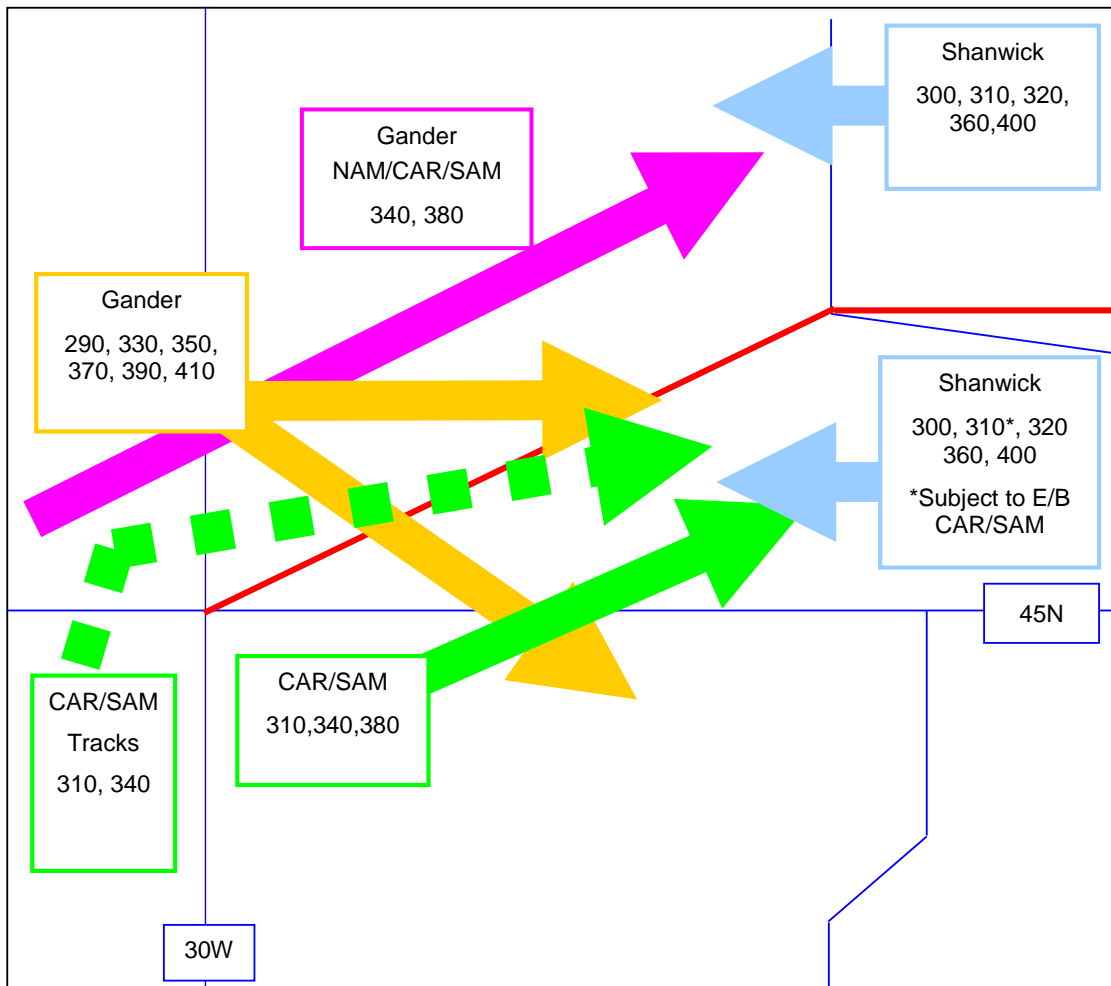 Shanwick
300, 310, 320,
360,400
Gander
NAM/CAR/SAM
340, 380
Gander
290, 330, 350,
370, 390, 410
Shanwick
300, 310*, 320
360, 400
*Subject to E/B
CAR/SAM
45N
CAR/SAM
310,340,380
CAR/SAM
Tracks
310, 340
30W